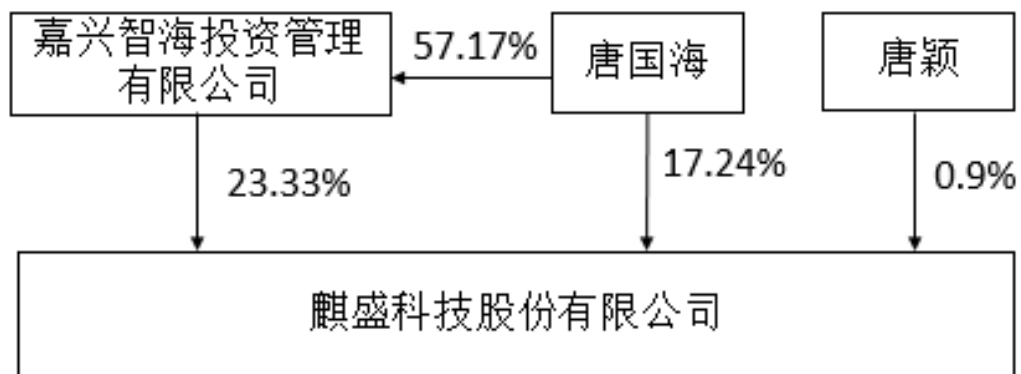 嘉兴智海投资管理
有限公司
57.17%
唐国海
唐颖
23.33%
17.24%
0.9%
麒盛科技股份有限公司